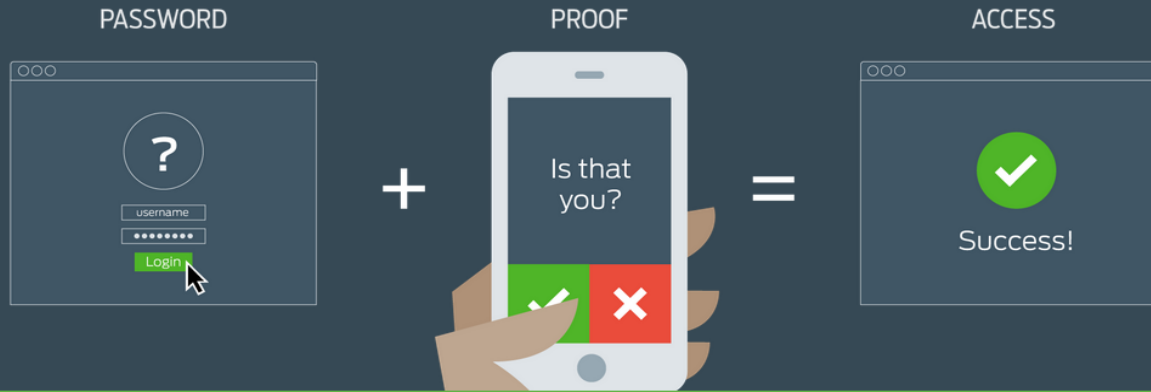 PASSWORD
PROOF
ACCESS
?
username
Login
+
Is that
you?
=
Success!